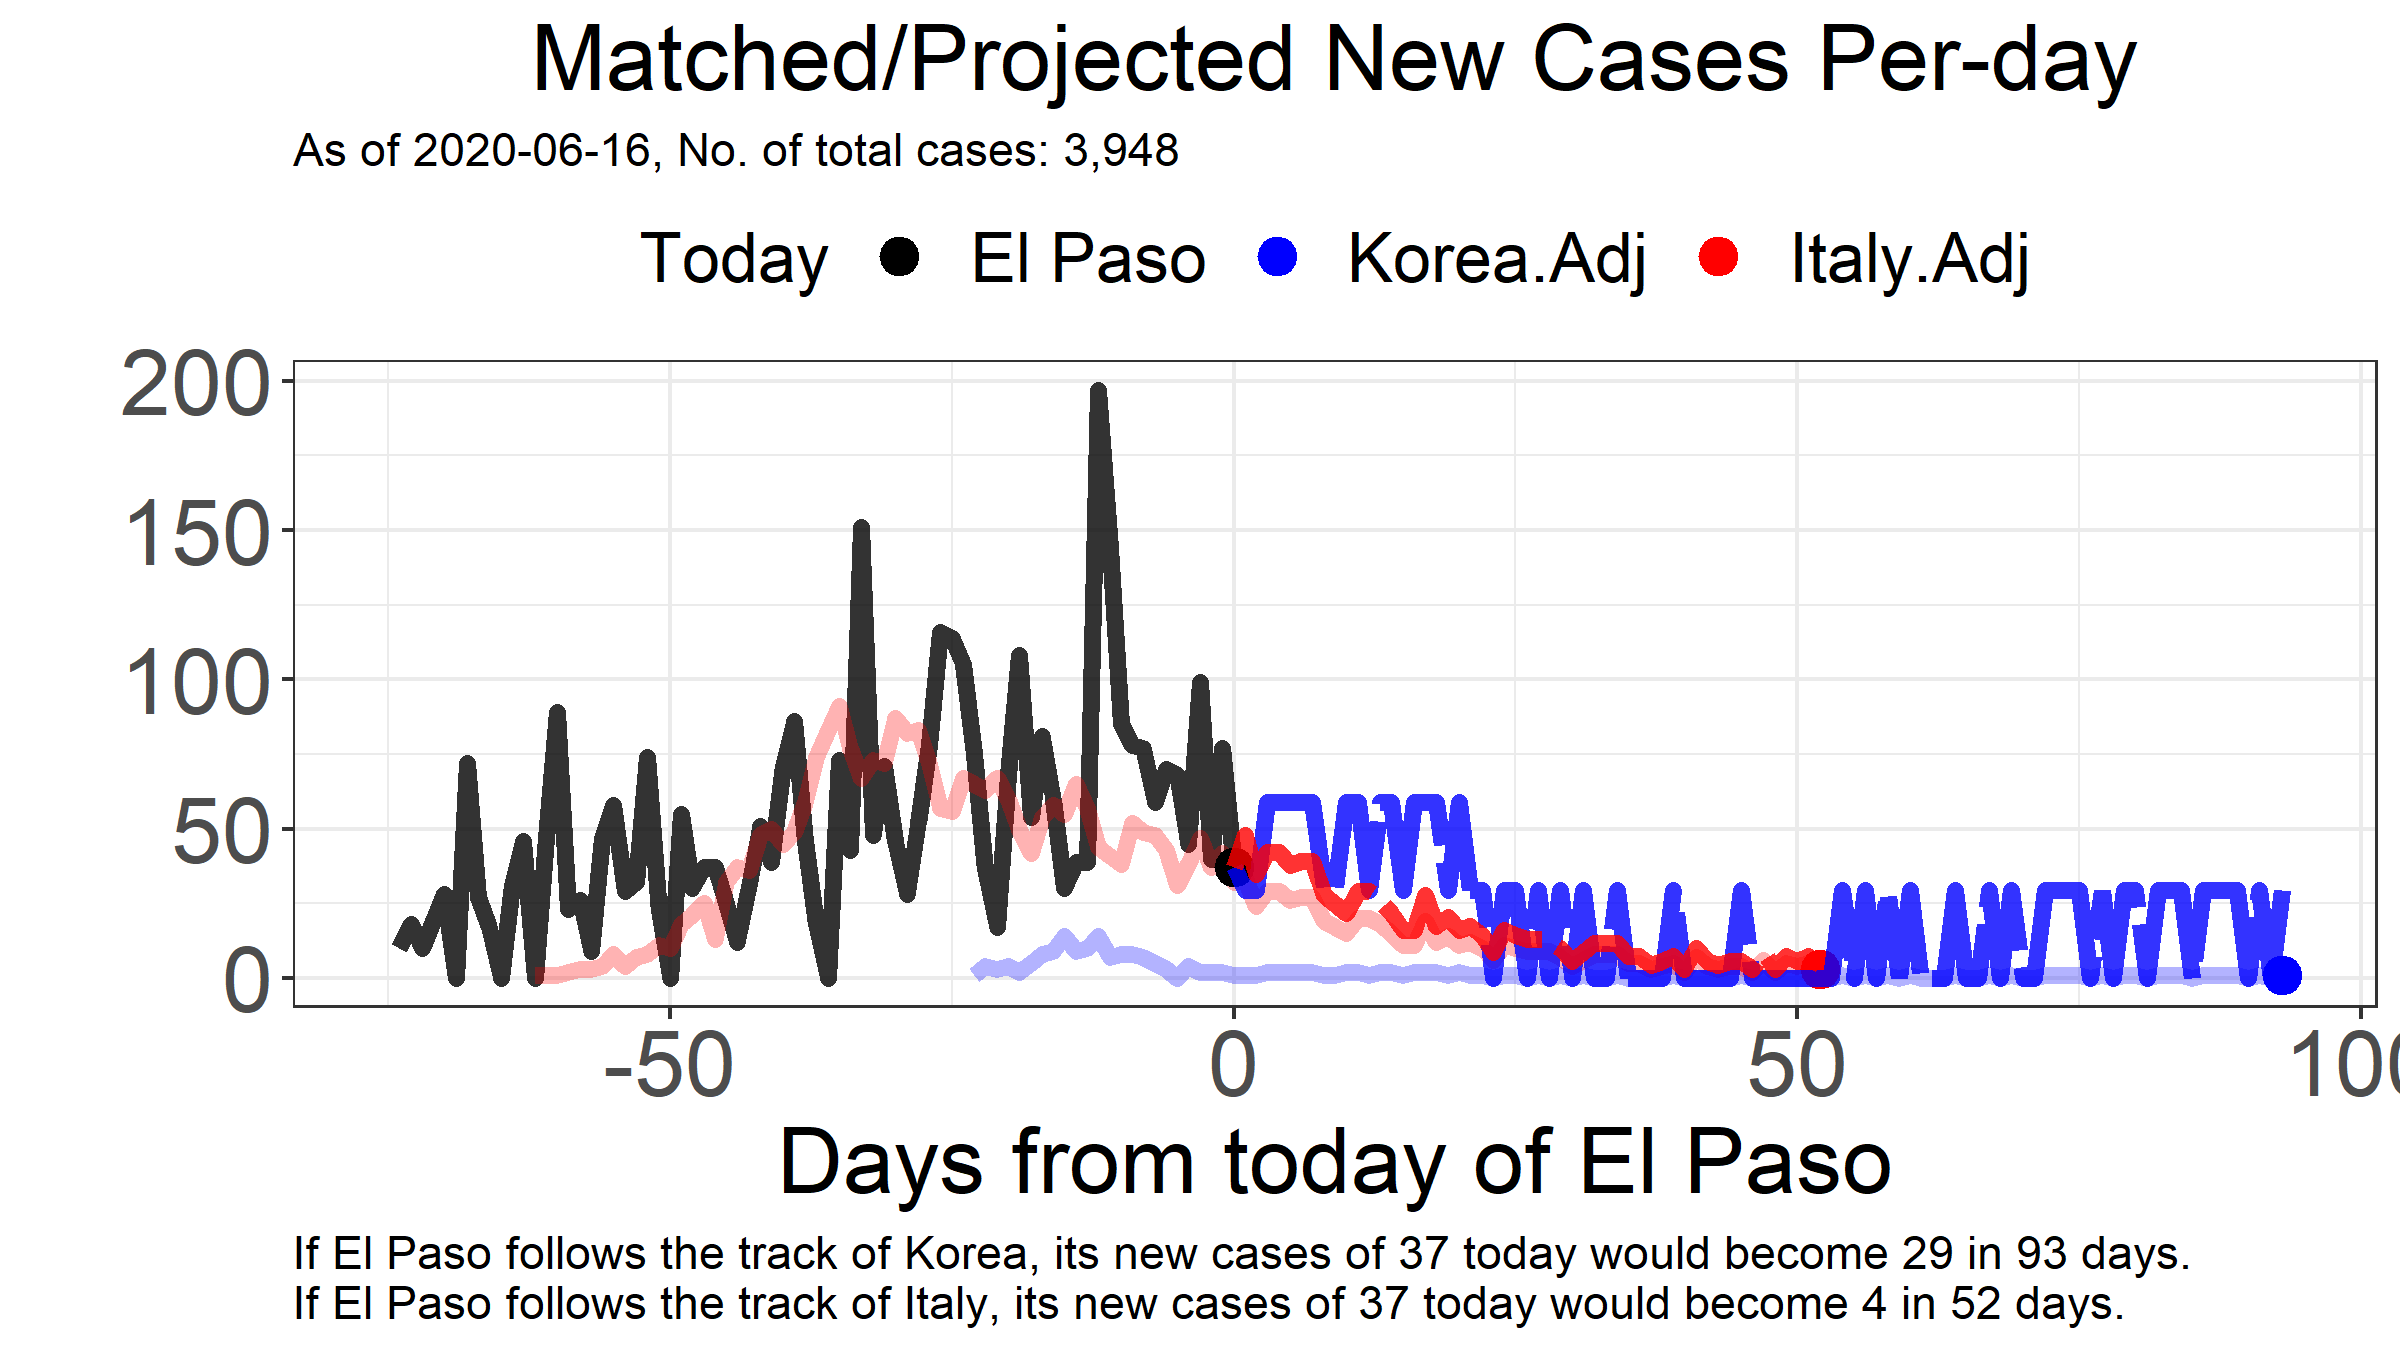 Matched/Projected New Cases Per-day
As of 2020-06-16, No. of total cases: 3,948
Today El Paso Korea.Adj Italy.Adj
200
150
100
50
0
-50 0 50 100
Days from today of El Paso
If El Paso follows the track of Korea, its new cases of 37 today would become 29 in 93 days.
If El Paso follows the track of Italy, its new cases of 37 today would become 4 in 52 days.